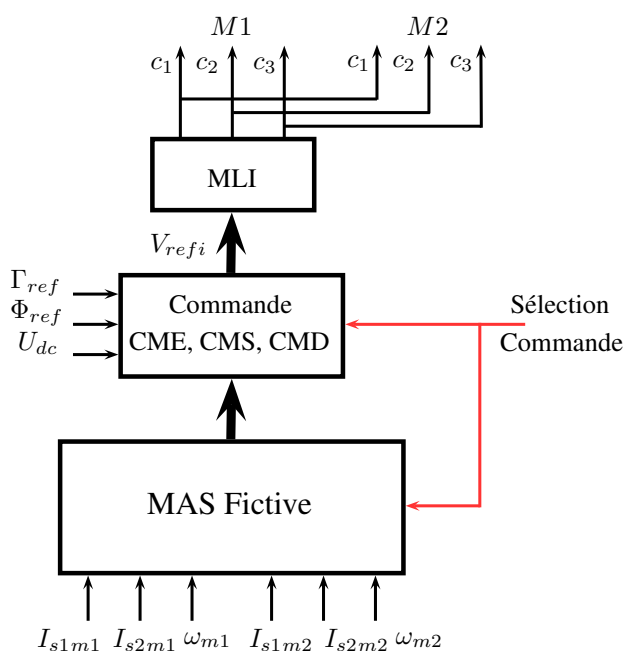 M1 M2
c1 c2 c3 c1 c2 c3
MLI
Vrefi
Γref
Φref
Udc
Commande
CME, CMS, CMD
Sélection
Commande
MAS Fictive
Is1m1 Is2m1 ωm1 Is1m2 Is2m2 ωm2